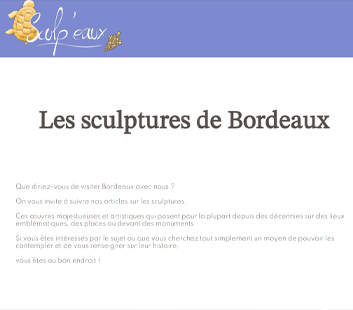 Sculp'eaux
Les sculptures de Bordeaux
Que diriez-vous de visiter Bordeaux avec nous ?
On vous invite à suivre nos articles sur les sculptures.
Ces œuvres majestueuses et artistiques qui posent pour la plupart depuis des décennies sur des lieux
emblématiques, des places ou devant des monuments.
Si vous êtes intéressés par le sujet ou que vous cherchez tout simplement un moyen de pouvoir les
contempler et de vous renseigner sur leur histoire,
vous êtes au bon endroit !